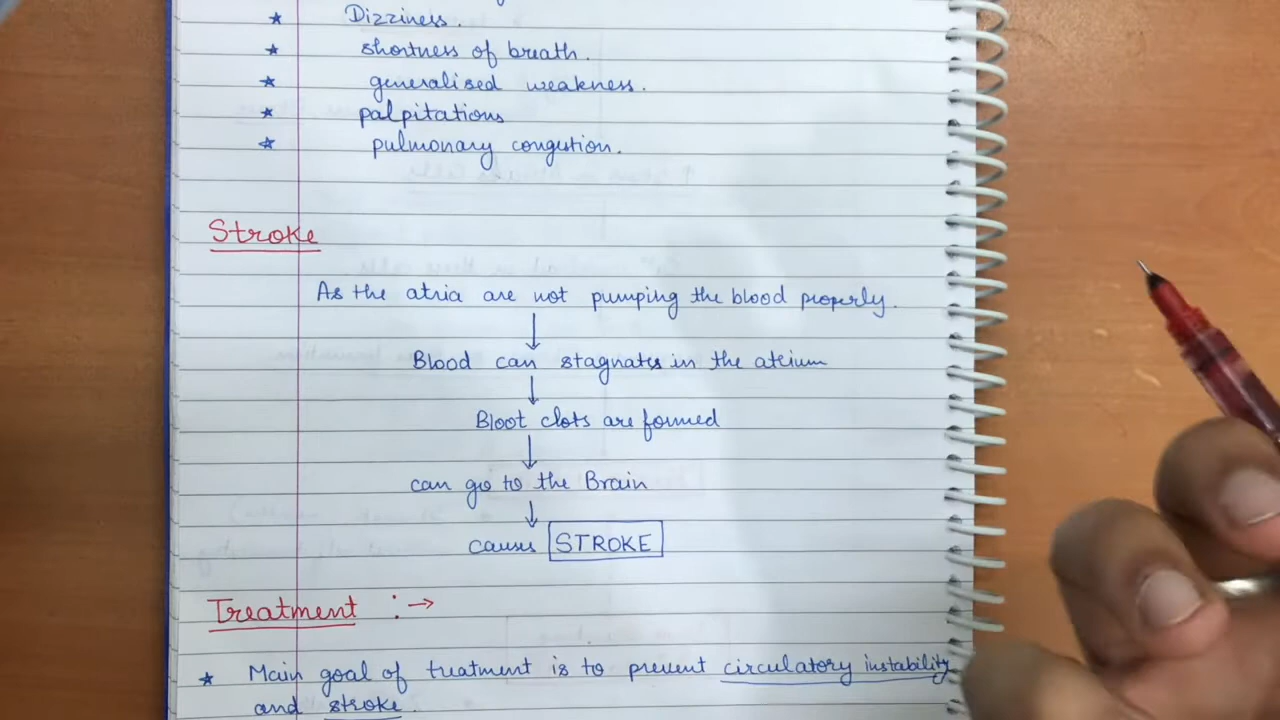 ★ Dizziness.
★ shortness of breath.
★ generalised weakness.
★ palpitations
★ pulmonary congestion.
Stroke
As the atria are not pumping the blood properly.
↓
Blood can stagnates in the atrium
↓
Bloot clots are formed
↓
can go to the Brain
↓
causes STROKE
Treatment :→
★ Main goal of treatment is to prevent circulatory instability
and stroke.